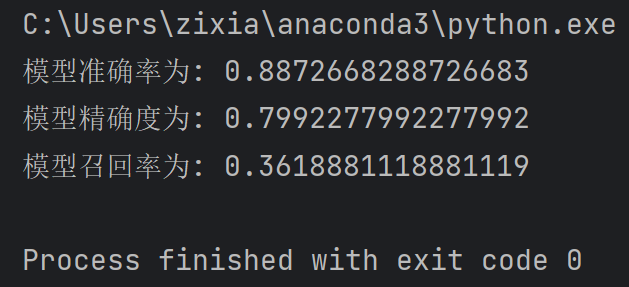 C:\Users\zixia\anaconda3\python.exe
模型准确率为: 0.8872668288726683
模型精确度为: 0.7992277992277992
模型召回率为: 0.3618881118881119
Process finished with exit code 0